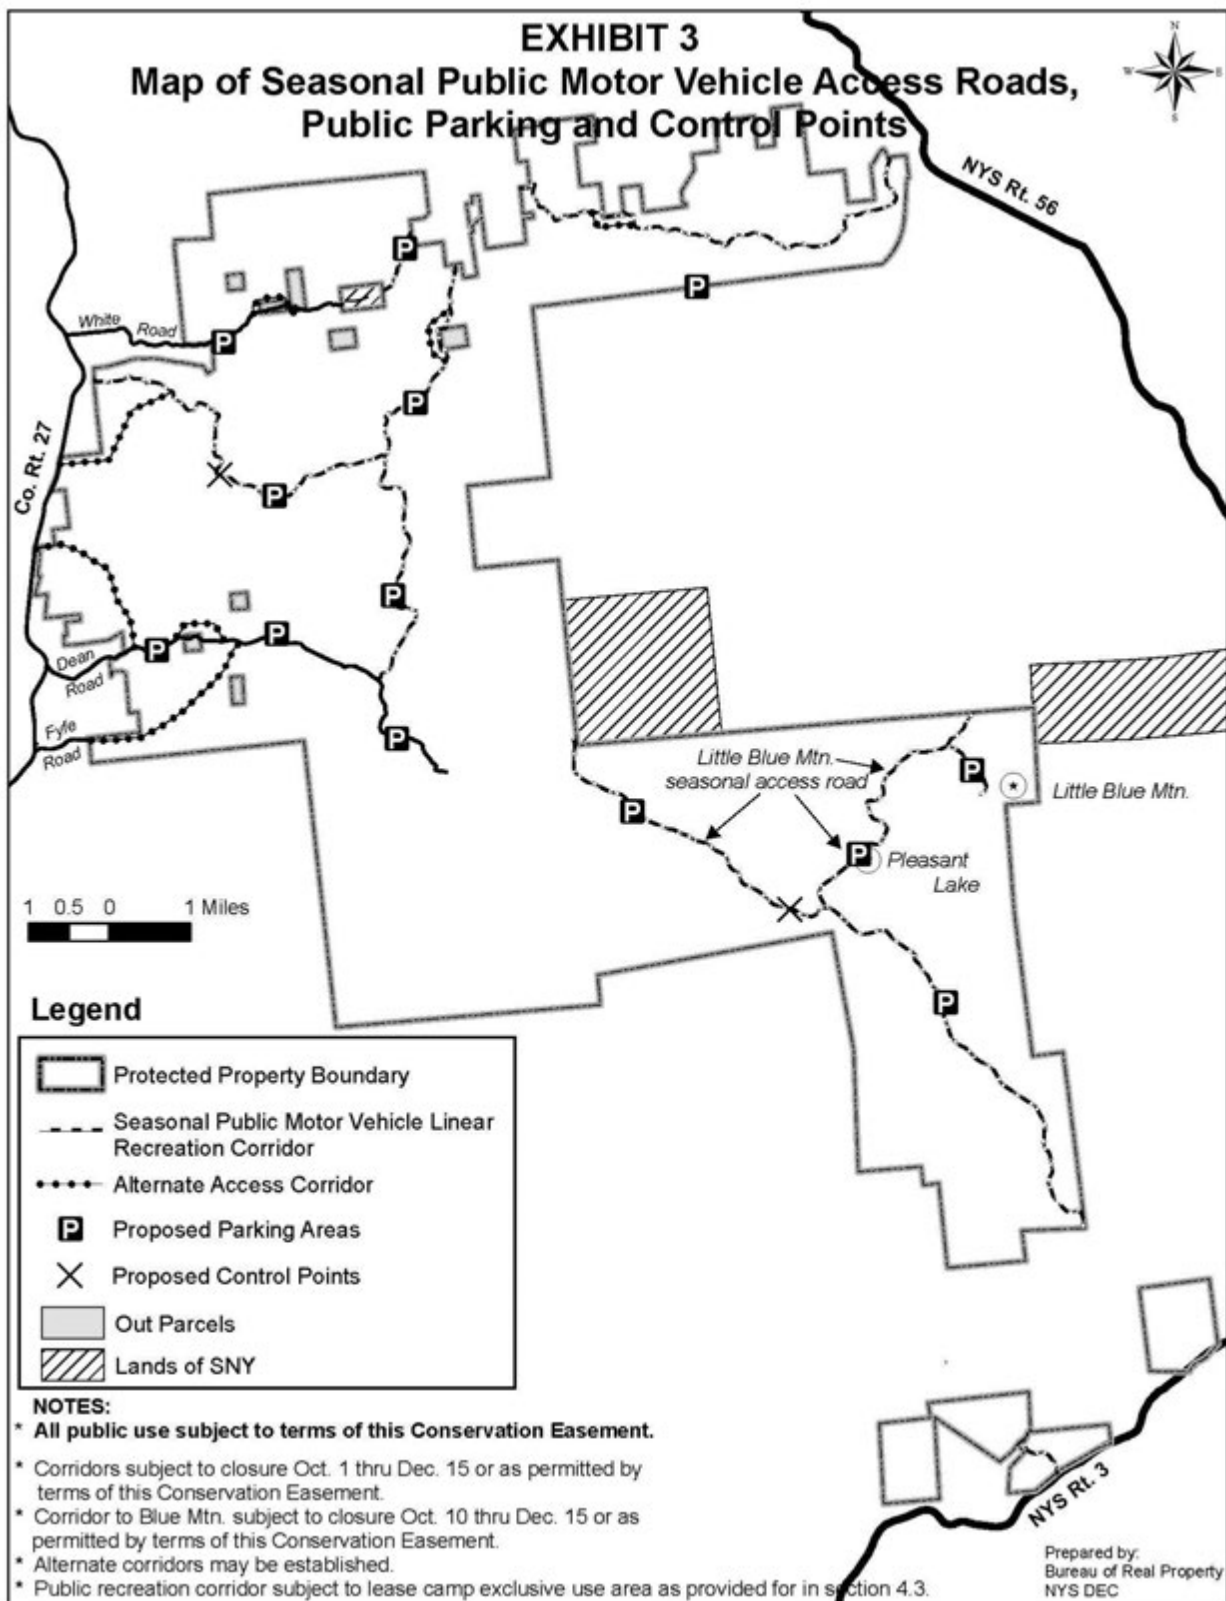 EXHIBIT 3
Map of Seasonal Public Motor Vehicle Access Roads,
Public Parking and Control Points
N
W
E
S
NYS Rt. 56
P
P
White Road
P
P
Co. Rt. 27
P
P
Dean
Road
P
P
Fyfe
Road
P
Little Blue Mtn.
seasonal access road
P
Little Blue Mtn.
P
P
Pleasant
Lake
1 0.5 0 1 Miles
P
Legend
Protected Property Boundary
Seasonal Public Motor Vehicle Linear
Recreation Corridor
Alternate Access Corridor
P Proposed Parking Areas
Proposed Control Points
Out Parcels
Lands of SNY
NOTES:
* All public use subject to terms of this Conservation Easement.
* Corridors subject to closure Oct. 1 thru Dec. 15 or as permitted by
terms of this Conservation Easement.
* Corridor to Blue Mtn. subject to closure Oct. 10 thru Dec. 15 or as
permitted by terms of this Conservation Easement.
* Alternate corridors may be established.
* Public recreation corridor subject to lease camp exclusive use area as provided for in section 4.3.
NYS Rt. 3
Prepared by:
Bureau of Real Property
NYS DEC